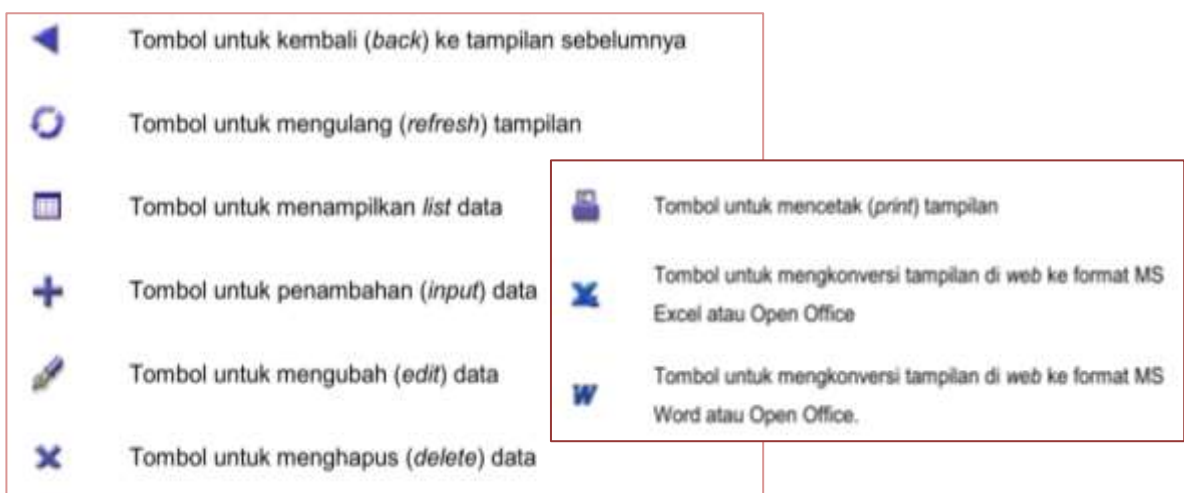 Tombol untuk kembali (back) ke tampilan sebelumnya
Tombol untuk mengulang (refresh) tampilan
Tombol untuk menampilkan list data
Tombol untuk penambahan (input) data
Tombol untuk mengubah (edit) data
Tombol untuk menghapus (delete) data
Tombol untuk mencetak (print) tampilan
Tombol untuk mengkonversi tampilan di web ke format MS
Excel atau Open Office
Tombol untuk mengkonversi tampilan di web ke format MS
Word atau Open Office.